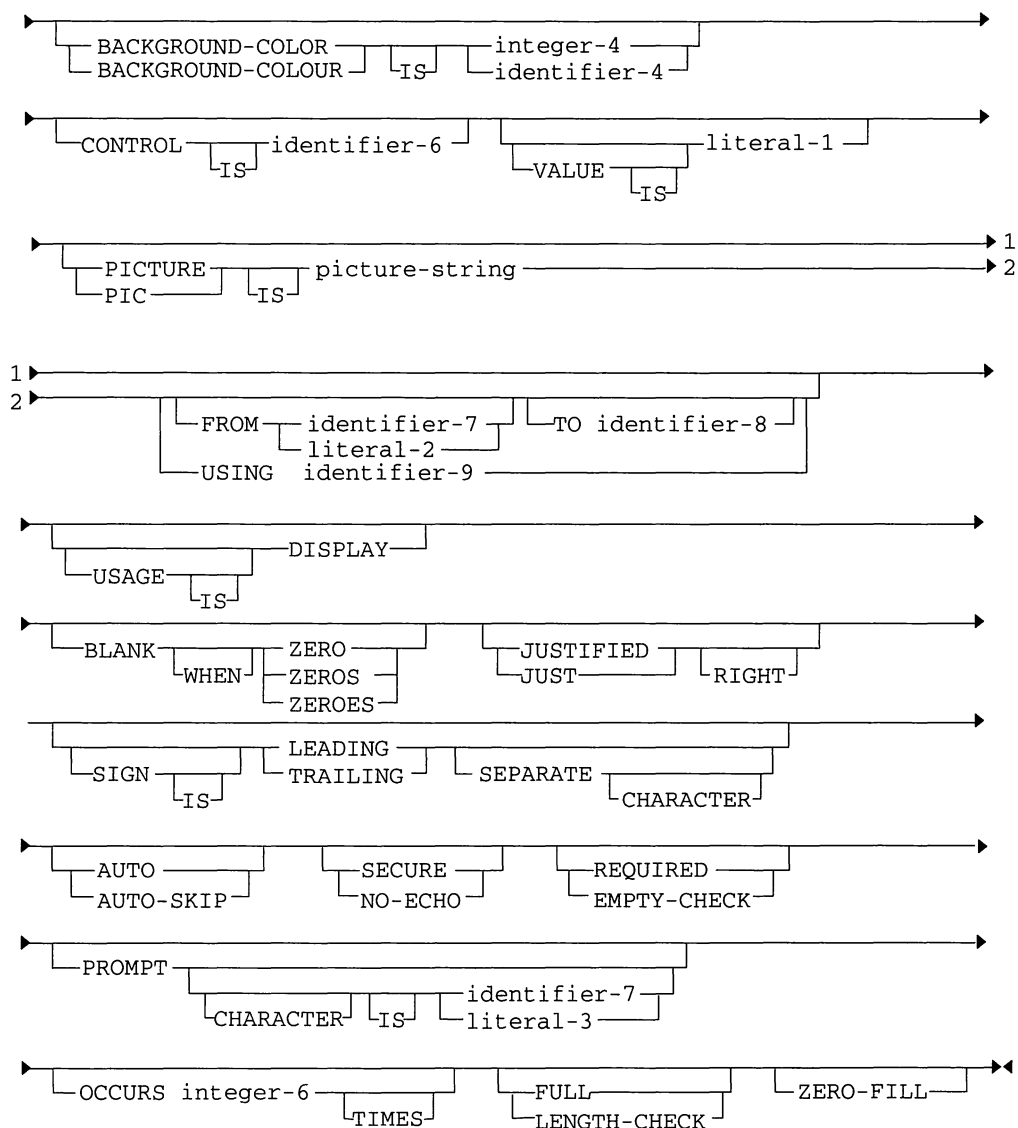 BACKGROUND-COLOR integer-4
BACKGROUND-COLOUR IS identifier-4
CONTROL identifier-6 literal-1
IS VALUE
IS
1
PICTURE picture-string 2
PIC IS
1
2
FROM identifier-7 TO identifier-8
literal-2
USING identifier-9
DISPLAY
USAGE
IS
BLANK ZERO JUSTIFIED
WHEN ZEROS JUST RIGHT
ZEROES
LEADING
SIGN TRAILING SEPARATE
IS CHARACTER
AUTO SECURE REQUIRED
AUTO-SKIP NO-ECHO EMPTY-CHECK
PROMPT
identifier-7
CHARACTER IS literal-3
OCCURS integer-6 FULL ZERO-FILL
TIMES LENGTH-CHECK